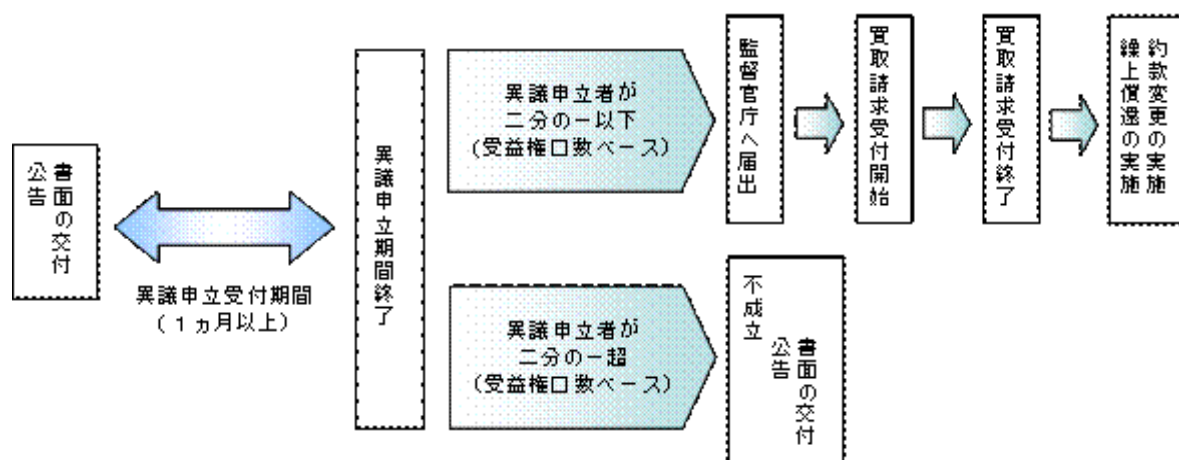 書面の交付
公告
異議申立受付期間
(1ヵ月以上)
異議申立期間終了
異議申立者が
二分の一以下
(受益権口数ベース)
監督官庁へ届出
買取請求受付開始
買取請求受付終了
約款変更の実施
繰上償還の実施
異議申立者が
二分の一超
(受益権口数ベース)
不成立
書面の交付
公告